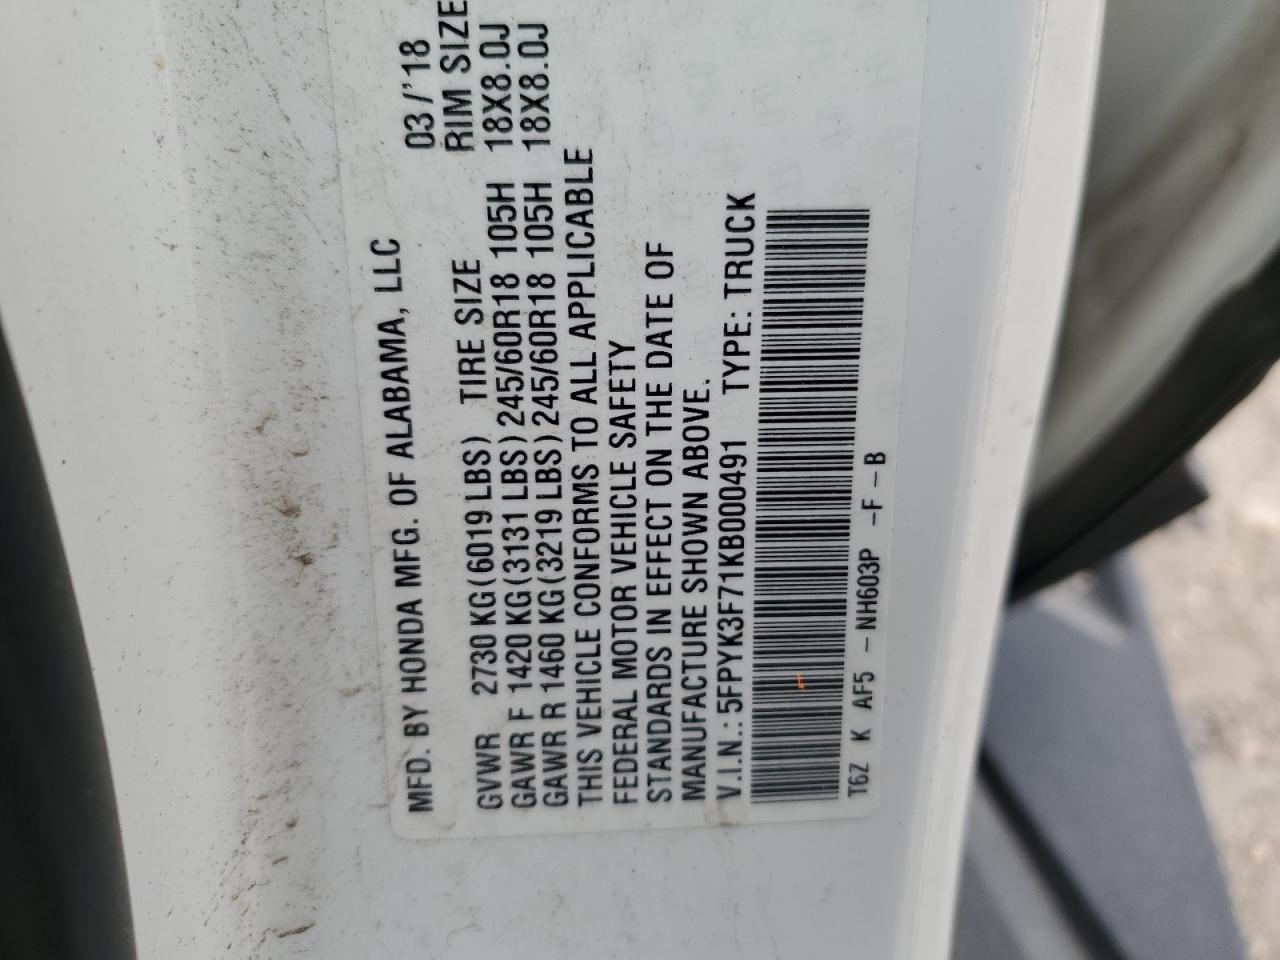 MFD. BY HONDA MFG. OF ALABAMA, LLC 03/'18
TIRE SIZE RIM SIZE
GVWR 2730 KG(6019 LBS)
GAWR F 1420 KG(3131 LBS) 245/60R18 105H 18X8.0J
GAWR R 1460 KG(3219 LBS) 245/60R18 105H 18X8.0J
THIS VEHICLE CONFORMS TO ALL APPLICABLE
FEDERAL MOTOR VEHICLE SAFETY
STANDARDS IN EFFECT ON THE DATE OF
MANUFACTURE SHOWN ABOVE.
V.I.N.: 5FPYK3F71KB000491 TYPE: TRUCK
T6Z K AF5 - NH603P -F - B